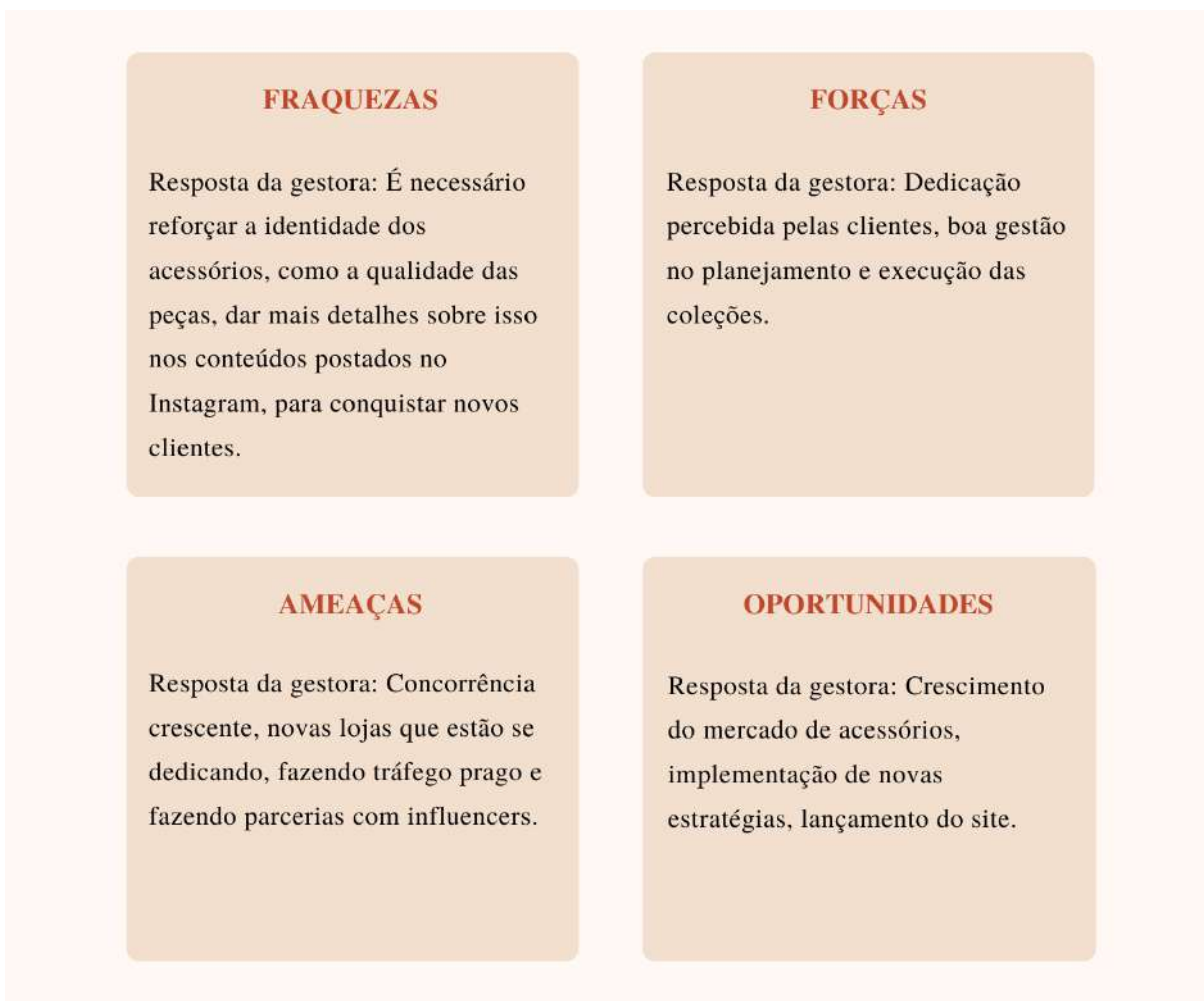 FRAQUEZAS
Resposta da gestora: É necessário
reforçar a identidade dos
acessórios, como a qualidade das
peças, dar mais detalhes sobre isso
nos conteúdos postados no
Instagram, para conquistar novos
clientes.
FORÇAS
Resposta da gestora: Dedicação
percebida pelas clientes, boa gestão
no planejamento e execução das
coleções.
AMEAÇAS
Resposta da gestora: Concorrência
crescente, novas lojas que estão se
dedicando, fazendo tráfego prago e
fazendo parcerias com influencers.
OPORTUNIDADES
Resposta da gestora: Crescimento
do mercado de acessórios,
implementação de novas
estratégias, lançamento do site.